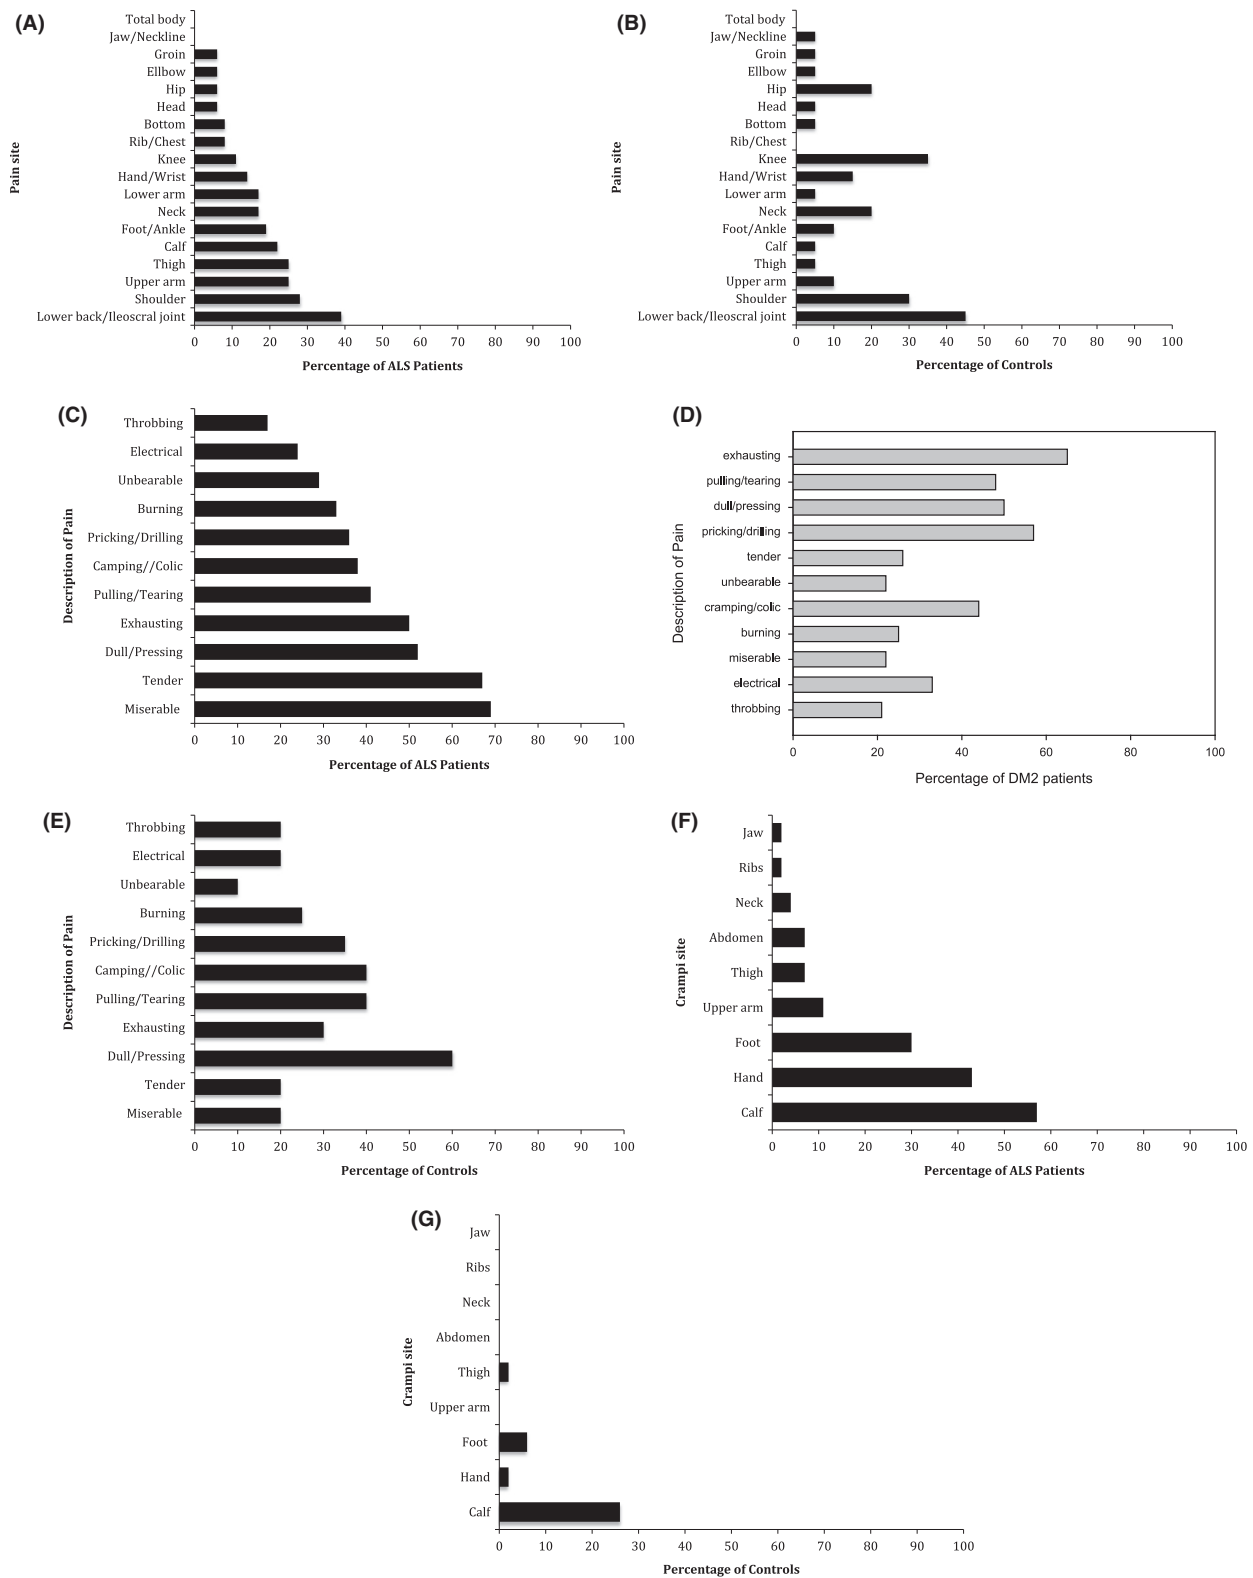 (A)
Pain site
Total body
Jaw/Neckline
Groin
Ellbow
Hip
Head
Bottom
Rib/Chest
Knee
Hand/Wrist
Lower arm
Neck
Foot/Ankle
Calf
Thigh
Upper arm
Shoulder
Lower back/Ileoscral joint
0 10 20 30 40 50 60 70 80 90 100
Percentage of ALS Patients
(B)
Pain site
Total body
Jaw/Neckline
Groin
Ellbow
Hip
Head
Bottom
Rib/Chest
Knee
Hand/Wrist
Lower arm
Neck
Foot/Ankle
Calf
Thigh
Upper arm
Shoulder
Lower back/Ileoscral joint
0 10 20 30 40 50 60 70 80 90 100
Percentage of Controls
(C)
Description of Pain
Throbbing
Electrical
Unbearable
Burning
Pricking/Drilling
Camping//Colic
Pulling/Tearing
Exhausting
Dull/Pressing
Tender
Miserable
0 10 20 30 40 50 60 70 80 90 100
Percentage of ALS Patients
(D)
Description of Pain
exhausting
pulling/tearing
dull/pressing
pricking/drilling
tender
unbearable
cramping/colic
burning
miserable
electrical
throbbing
0 20 40 60 80 100
Percentage of DM2 patients
(E)
Description of Pain
Throbbing
Electrical
Unbearable
Burning
Pricking/Drilling
Camping//Colic
Pulling/Tearing
Exhausting
Dull/Pressing
Tender
Miserable
0 10 20 30 40 50 60 70 80 90 100
Percentage of Controls
(F)
Crampi site
Jaw
Ribs
Neck
Abdomen
Thigh
Upper arm
Foot
Hand
Calf
0 10 20 30 40 50 60 70 80 90 100
Percentage of ALS Patients
(G)
Crampi site
Jaw
Ribs
Neck
Abdomen
Thigh
Upper arm
Foot
Hand
Calf
0 10 20 30 40 50 60 70 80 90 100
Percentage of Controls